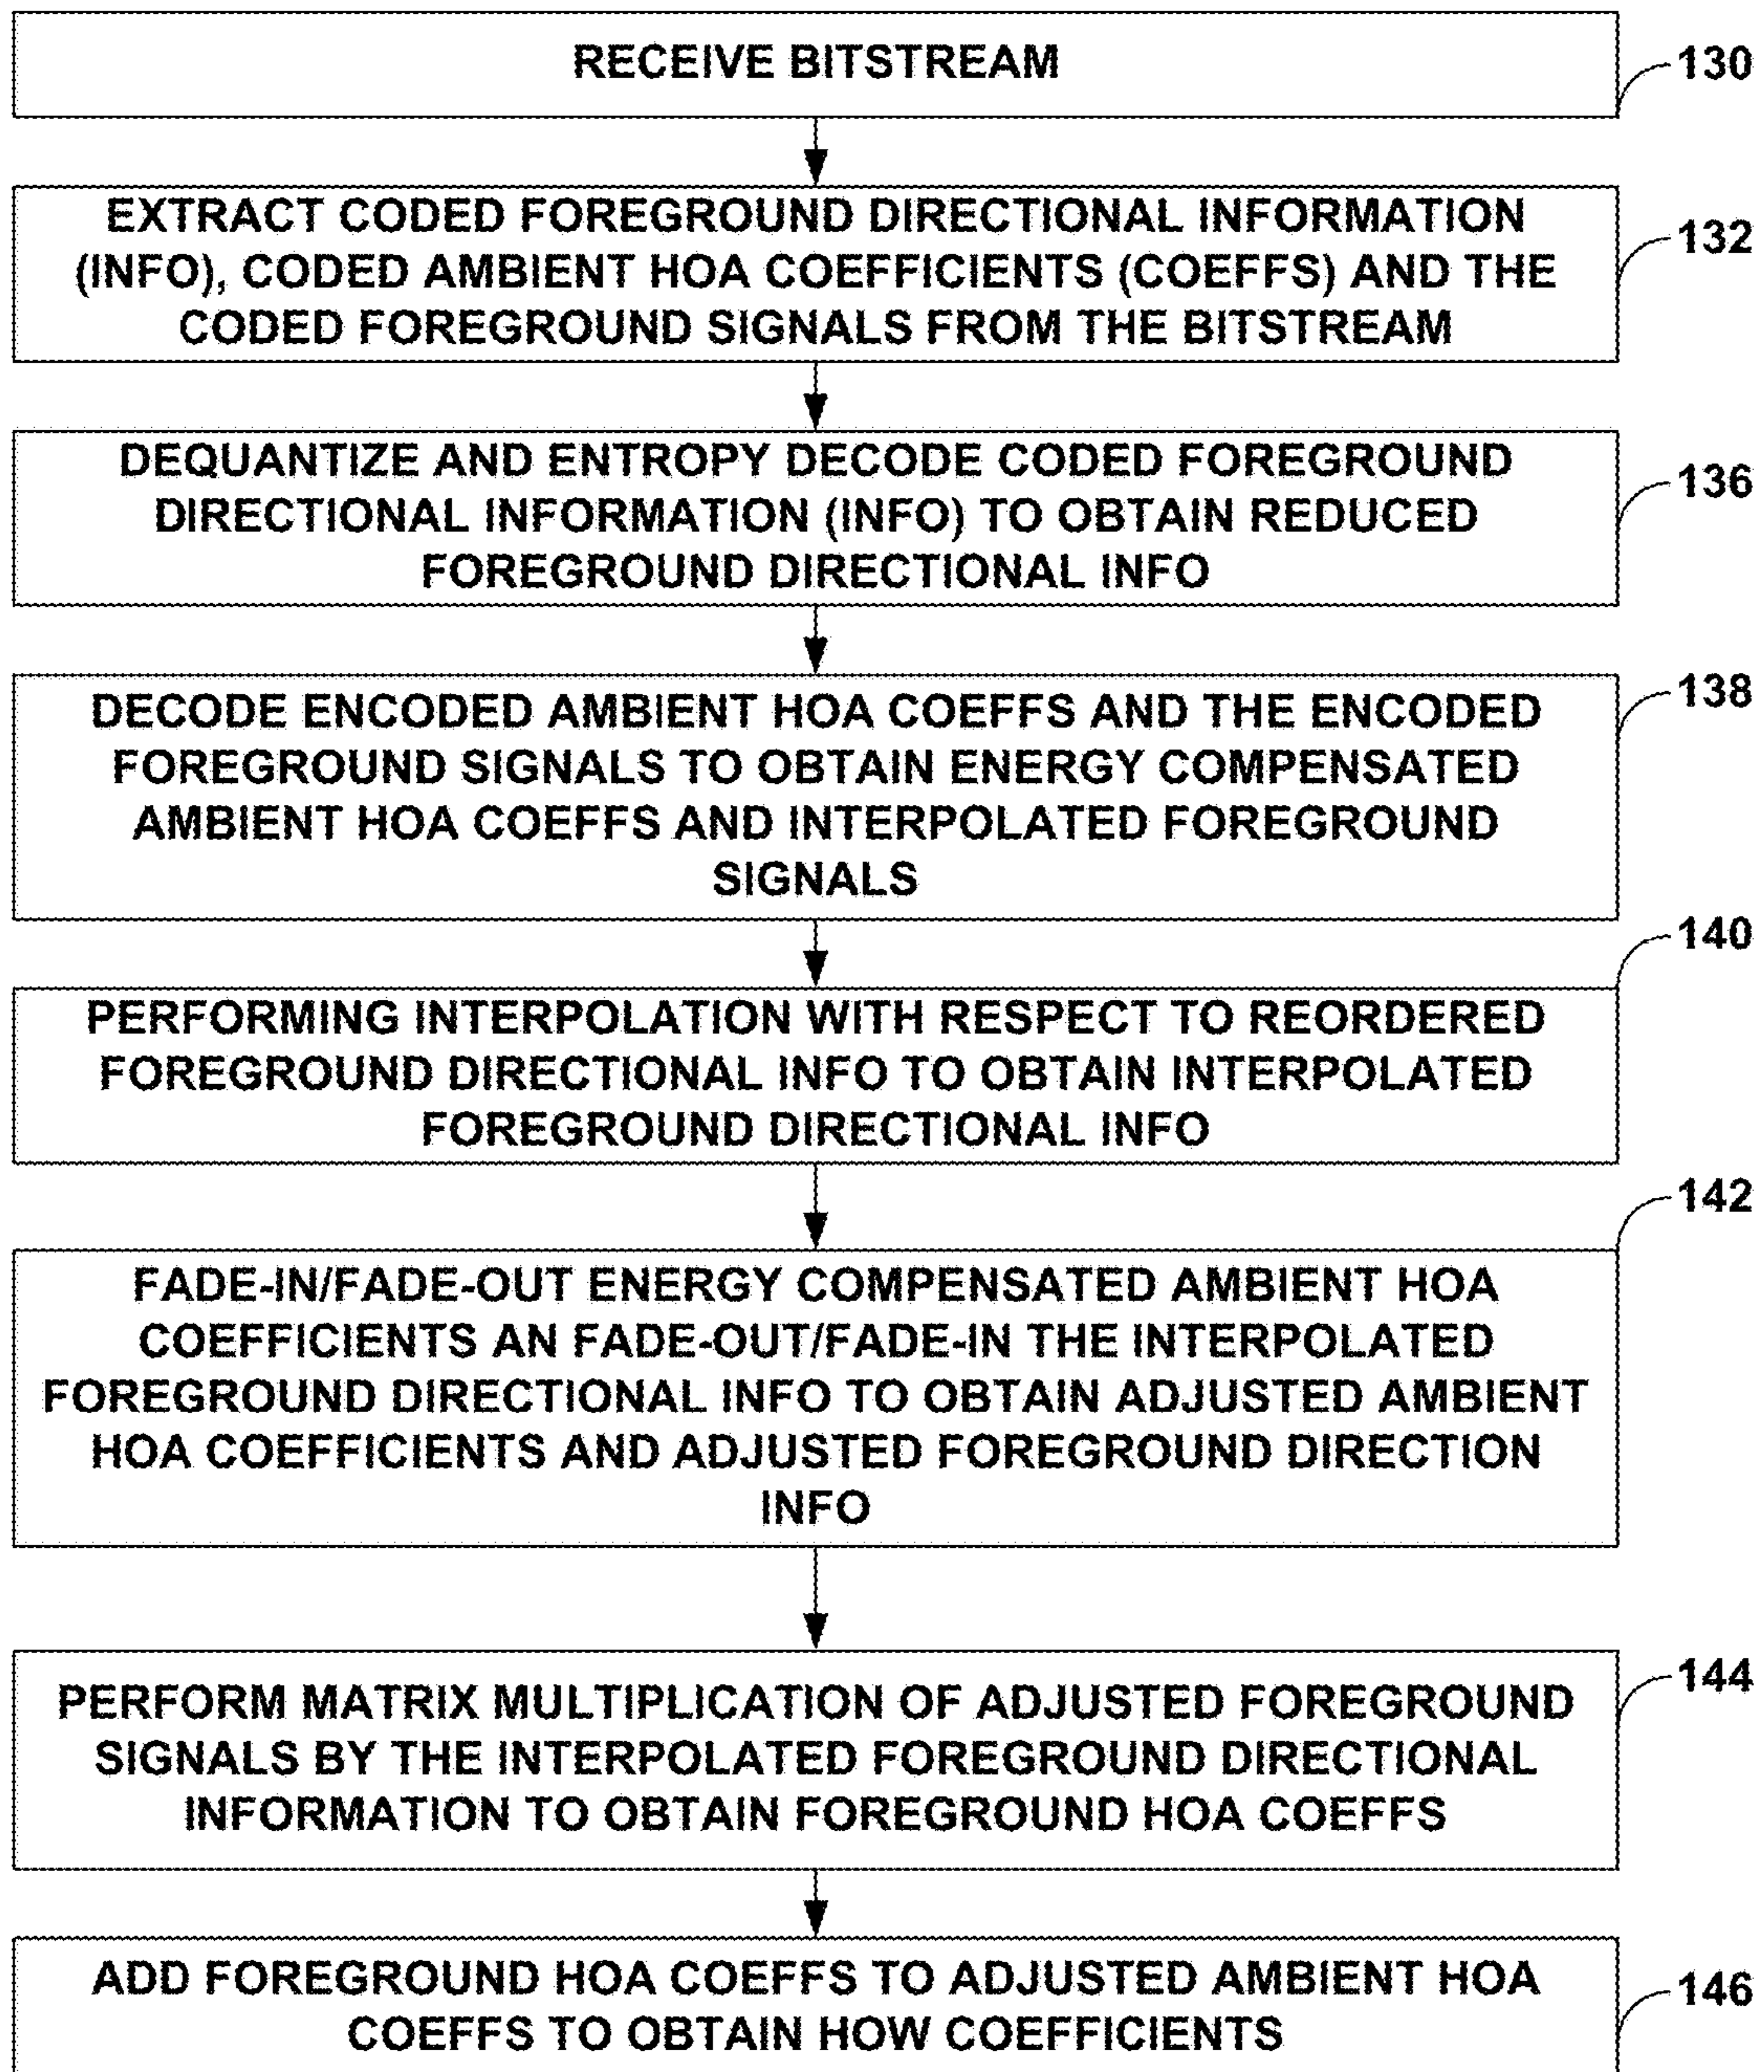 RECEIVE BITSTREAM
130
EXTRACT CODED FOREGROUND DIRECTIONAL INFORMATION
(INFO), CODED AMBIENT HOA COEFFICIENTS (COEFFS) AND THE
CODED FOREGROUND SIGNALS FROM THE BITSTREAM
132
DEQUANTIZE AND ENTROPY DECODE CODED FOREGROUND
DIRECTIONAL INFORMATION (INFO) TO OBTAIN REDUCED
FOREGROUND DIRECTIONAL INFO
136
DECODE ENCODED AMBIENT HOA COEFFS AND THE ENCODED
FOREGROUND SIGNALS TO OBTAIN ENERGY COMPENSATED
AMBIENT HOA COEFFS AND INTERPOLATED FOREGROUND
SIGNALS
138
PERFORMING INTERPOLATION WITH RESPECT TO REORDERED
FOREGROUND DIRECTIONAL INFO TO OBTAIN INTERPOLATED
FOREGROUND DIRECTIONAL INFO
140
FADE-IN/FADE-OUT ENERGY COMPENSATED AMBIENT HOA
COEFFICIENTS AN FADE-OUT/FADE-IN THE INTERPOLATED
FOREGROUND DIRECTIONAL INFO TO OBTAIN ADJUSTED AMBIENT
HOA COEFFICIENTS AND ADJUSTED FOREGROUND DIRECTION
INFO
142
PERFORM MATRIX MULTIPLICATION OF ADJUSTED FOREGROUND
SIGNALS BY THE INTERPOLATED FOREGROUND DIRECTIONAL
INFORMATION TO OBTAIN FOREGROUND HOA COEFFS
144
ADD FOREGROUND HOA COEFFS TO ADJUSTED AMBIENT HOA
COEFFS TO OBTAIN HOW COEFFICIENTS
146